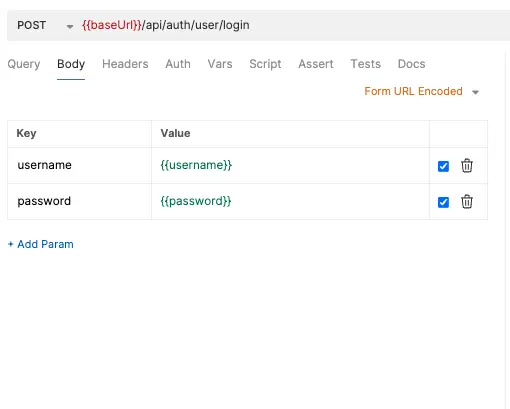 POST {{baseUrl}}/api/auth/user/login
Query Body Headers Auth Vars Script Assert Tests Docs
Form URL Encoded
Key Value
username {{username}}
password {{password}}
+ Add Param